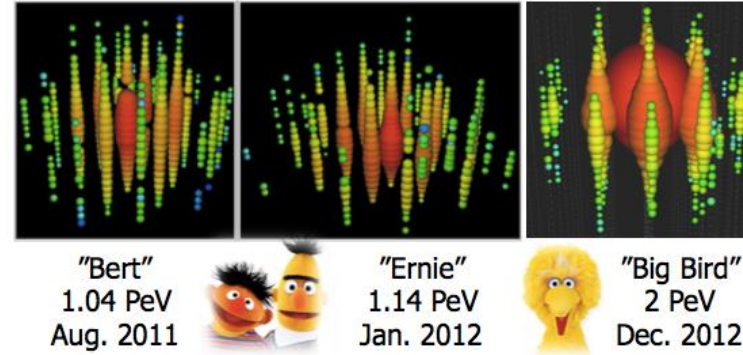 "Bert"
1.04 PeV
Aug. 2011
"Ernie"
1.14 PeV
Jan. 2012
"Big Bird"
2 PeV
Dec. 2012